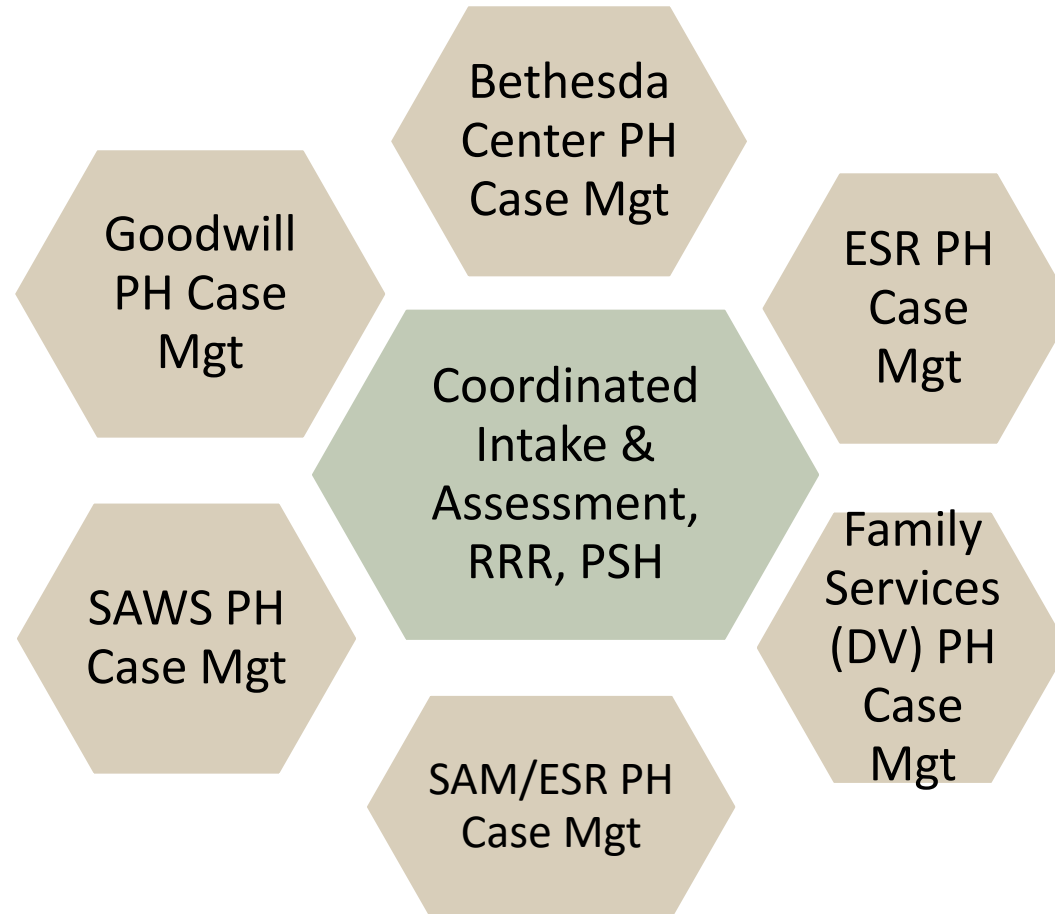 Bethesda
Center PH
Case Mgt
Goodwill
PH Case
Mgt
ESR PH
Case
Mgt
Coordinated
Intake &
Assessment,
RRR, PSH
Family
Services
(DV) PH
Case
Mgt
SAWS PH
Case Mgt
SAM/ESR PH
Case Mgt